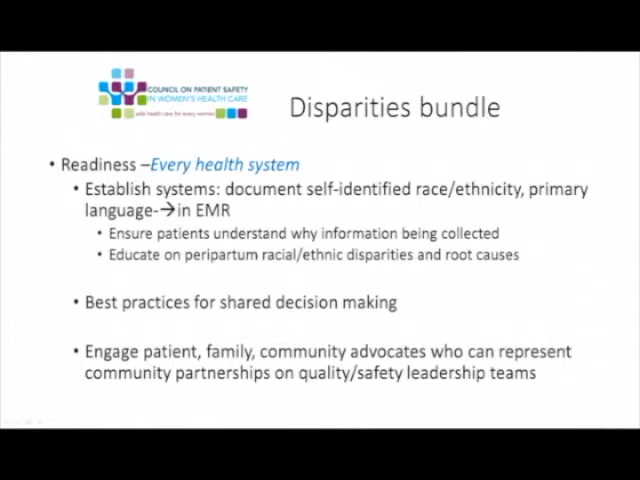 COUNCIL ON PATIENT SAFETY
IN WOMEN'S HEALTH CARE
safe health care for every woman
Disparities bundle
• Readiness –Every health system
• Establish systems: document self-identified race/ethnicity, primary
language-→in EMR
• Ensure patients understand why information being collected
• Educate on peripartum racial/ethnic disparities and root causes
• Best practices for shared decision making
• Engage patient, family, community advocates who can represent
community partnerships on quality/safety leadership teams